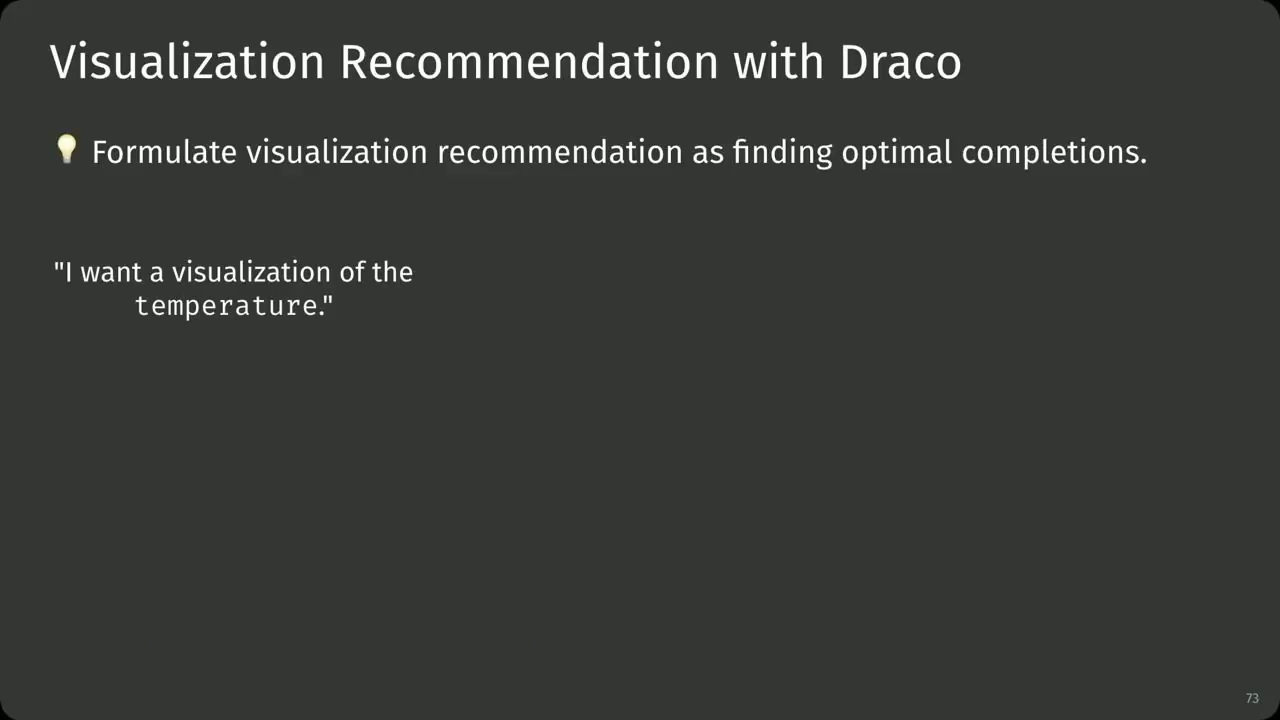 Visualization Recommendation with Draco
💡 Formulate visualization recommendation as finding optimal completions.
"I want a visualization of the
temperature."
73